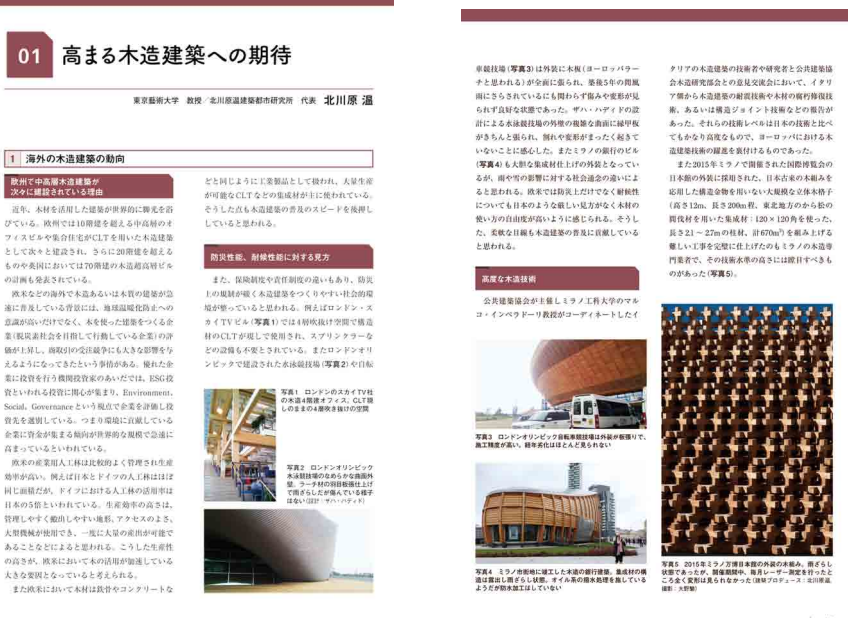 01 高まる木造建築への期待
東京藝術大学　教授／北川原温建築都市研究所　代表　北川原 温
1 海外の木造建築の動向
欧州で中高層木造建築が
次々に建設されている理由
近年、木材を活用した建築が世界的に脚光を浴
びている。欧州では10階建を超える中高層のオ
フィスビルや集合住宅がCLTを用いた木造建築
として次々と建設され、さらに20階建を超える
ものや英国においては70階建の木造超高層ビル
の計画も発表されている。
欧米などの海外で木造あるいは木質の建築が急
速に普及している背景には、地球温暖化防止への
意識が高いだけでなく、木を使った建築をつくる企
業（脱炭素社会を目指して行動している企業）の評
価が上昇し、商取引の受注競争にも大きな影響を与
えるようになってきたという事情がある。優れた企
業に投資を行う機関投資家のあいだでは、ESG投
資といわれる投資に関心が集まり、Environment,
Social, Governanceという視点で企業を評価し投
資先を選別している。つまり環境に貢献している
企業に資金が集まる傾向が世界的な規模で急速に
高まっているといわれている。
欧米の産業用人工林は比較的よく管理され生産
効率が高い。例えば日本とドイツの人工林はほぼ
同じ面積だが、ドイツにおける人工林の活用率は
日本の5倍といわれている。生産効率の高さは、
管理しやすく搬出しやすい地形、アクセスのよさ、
大型機械が使用でき、一度に大量の産出が可能で
あることなどによると思われる。こうした生産性
の高さが、欧米において木の活用が加速している
大きな要因となっていると考えられる。
また欧米において木材は鉄骨やコンクリートな
どと同じように工業製品として扱われ、大量生産
が可能なCLTなどの集成材が主に使われている。
そうした点も木造建築の普及のスピードを後押し
していると思われる。
防災性能、耐候性能に対する見方
また、保険制度や責任制度の違いもあり、防災
上の規制が緩く木造建築をつくりやすい社会的環
境が整っていると思われる。例えばロンドン・ス
カイTVビル（写真1）では4層吹抜け空間で構造
材のCLTが現しで使用され、スプリンクラーな
どの設備も不要とされている。またロンドンオリ
ンピックで建設された水泳競技場（写真2）や自転
写真1　ロンドンのスカイTV社
の木造4階建オフィス。CLT現
しのままの4層吹き抜けの空間
写真2　ロンドンオリンピック
水泳競技場のなめらかな曲面外
壁。ラーチ材の羽目板張仕上げ
で雨ざらしだが傷んでいる様子
はない（設計：ザハ・ハディド）
車競技場（写真3）は外装に木板（ヨーロッパラー
チと思われる）が全面に張られ、築後5年の間風
雨にさらされているにも関わらず傷みや変形が見
られず良好な状態であった。ザハ・ハディドの設
計による水泳競技場の外壁の複雑な曲面に縁甲板
がきちんと張られ、割れや変形がまったく起きて
いないことに感心した。またミラノの銀行のビル
（写真4）も大胆な集成材仕上げの外装となってい
るが、雨や雪の影響に対する社会通念の違いによ
ると思われる。欧米では防災上だけでなく耐候性
についても日本のような厳しい見方がなく木材の
使い方の自由度が高いように感じられる。そうし
た、柔軟な目線も木造建築の普及に貢献している
と思われる。
高度な木造技術
公共建築協会が主催しミラノ工科大学のマル
コ・インペラドーリ教授がコーディネートしたイ
写真3　ロンドンオリンピック自転車競技場は外装が板張りで、
施工精度が高い。経年劣化はほとんど見られない
写真4　ミラノ市街地に竣工した木造の銀行建築。集成材の構
造は露出し雨ざらし状態。オイル系の撥水処理を施している
ようだが防水加工はしていない
タリアの木造建築の技術者や研究者と公共建築協
会木造研究部会との意見交流会において、イタリ
ア側から木造建築の耐震技術や木材の腐朽修復技
術、あるいは構造ジョイント技術などの報告が
あった。それらの技術レベルは日本の技術と比べ
てもかなり高度なもので、ヨーロッパにおける木
造建築技術の躍進を裏付けるものであった。
また2015年ミラノで開催された国際博覧会の
日本館の外装に採用された、日本古来の木組みを
応用した構造金物を用いない大規模な立体木格子
（高さ12m、長さ200m程、東北地方のから松の
間伐材を用いた集成材：120×120角を使った、
長さ2.1～2.7mの柱材、計670m³）を組み上げる
難しい工事を完璧に仕上げたのもミラノの木造専
門業者で、その技術水準の高さには瞠目すべきも
のがあった（写真5）。
写真5　2015年ミラノ万博日本館の外装の木組み。雨ざらし
状態であったが、開催期間中、毎月レーザー測定を行ったと
ころ全く変形は見られなかった（建築プロデュース：北川原温、
撮影：大野繁）